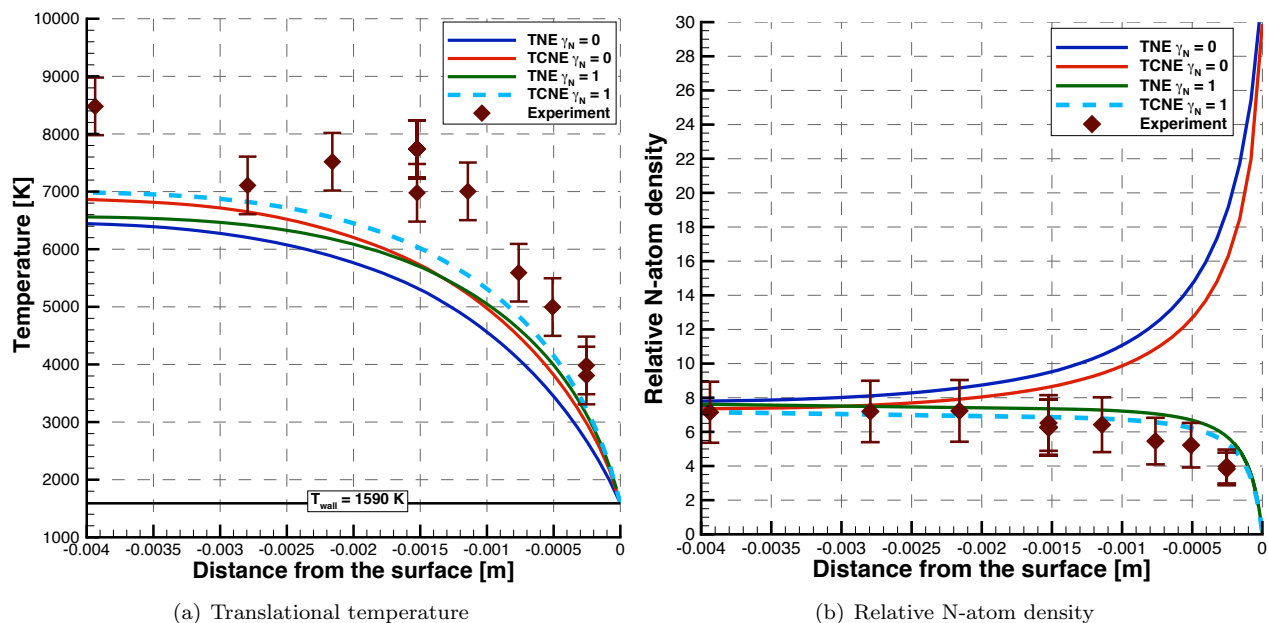 10000
9000
8000
7000
6000
5000
4000
3000
2000
1000
Temperature [K]
TNE γN = 0
TCNE γN = 0
TNE γN = 1
TCNE γN = 1
Experiment
Twall = 1590 K
-0.004 -0.0035 -0.003 -0.0025 -0.002 -0.0015 -0.001 -0.0005 0
Distance from the surface [m]
(a) Translational temperature
30
28
26
24
22
20
18
16
14
12
10
8
6
4
2
0
Relative N-atom density
TNE γN = 0
TCNE γN = 0
TNE γN = 1
TCNE γN = 1
Experiment
-0.004 -0.0035 -0.003 -0.0025 -0.002 -0.0015 -0.001 -0.0005 0
Distance from the surface [m]
(b) Relative N-atom density